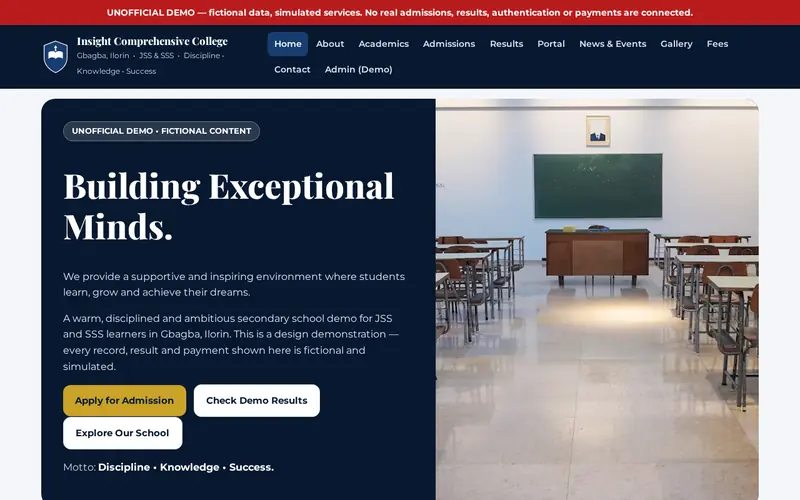 UNOFFICIAL DEMO — fictional data, simulated services. No real admissions, results, authentication or payments are connected.
Insight Comprehensive College
Gbagba, Ilorin • JSS & SSS • Discipline •
Knowledge • Success
Home About Academics Admissions Results Portal News & Events Gallery Fees
Contact Admin (Demo)
UNOFFICIAL DEMO • FICTIONAL CONTENT
Building Exceptional
Minds.
We provide a supportive and inspiring environment where students
learn, grow and achieve their dreams.
A warm, disciplined and ambitious secondary school demo for JSS
and SSS learners in Gbagba, Ilorin. This is a design demonstration —
every record, result and payment shown here is fictional and
simulated.
Apply for Admission Check Demo Results
Explore Our School
Motto: Discipline • Knowledge • Success.